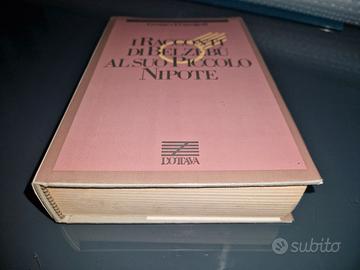 I RACCONTI
DI BELZEBÙ
AL SUO PICCOLO
NIPOTE
L'OTTAVA
subito